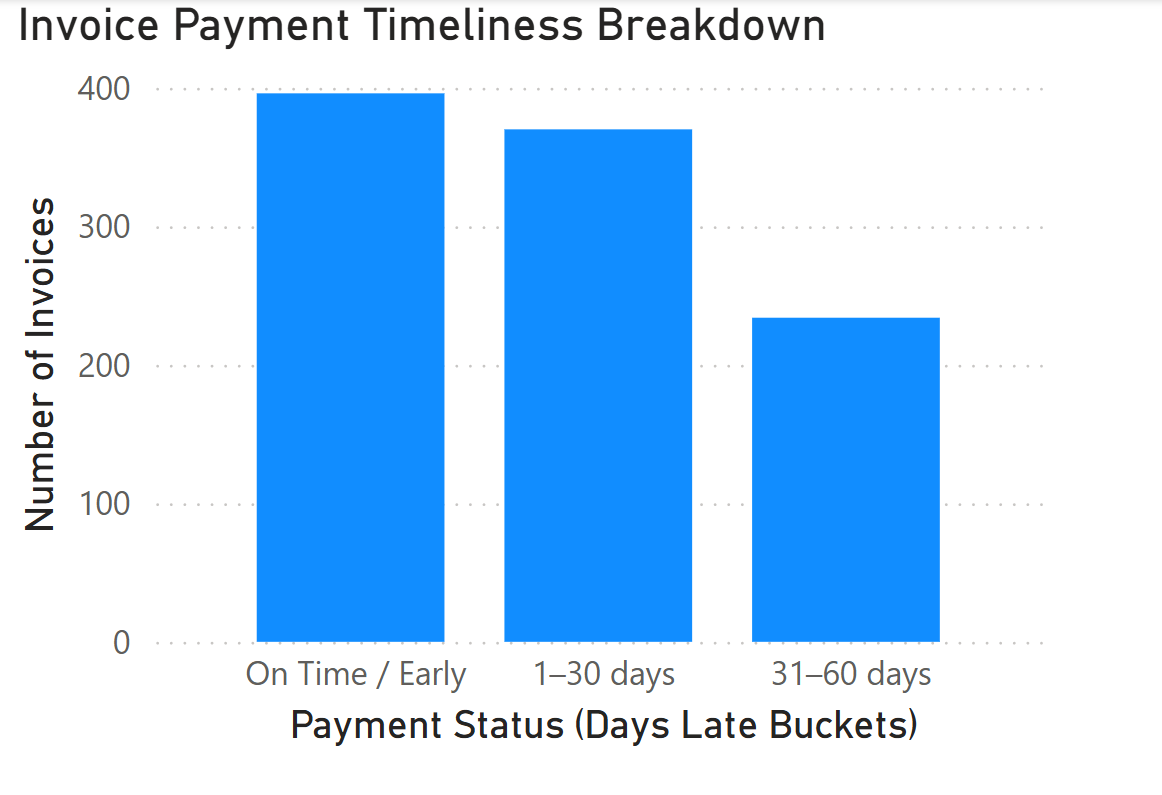 Invoice Payment Timeliness Breakdown
400
300
200
100
0
Number of Invoices
On Time / Early
1–30 days
31–60 days
Payment Status (Days Late Buckets)